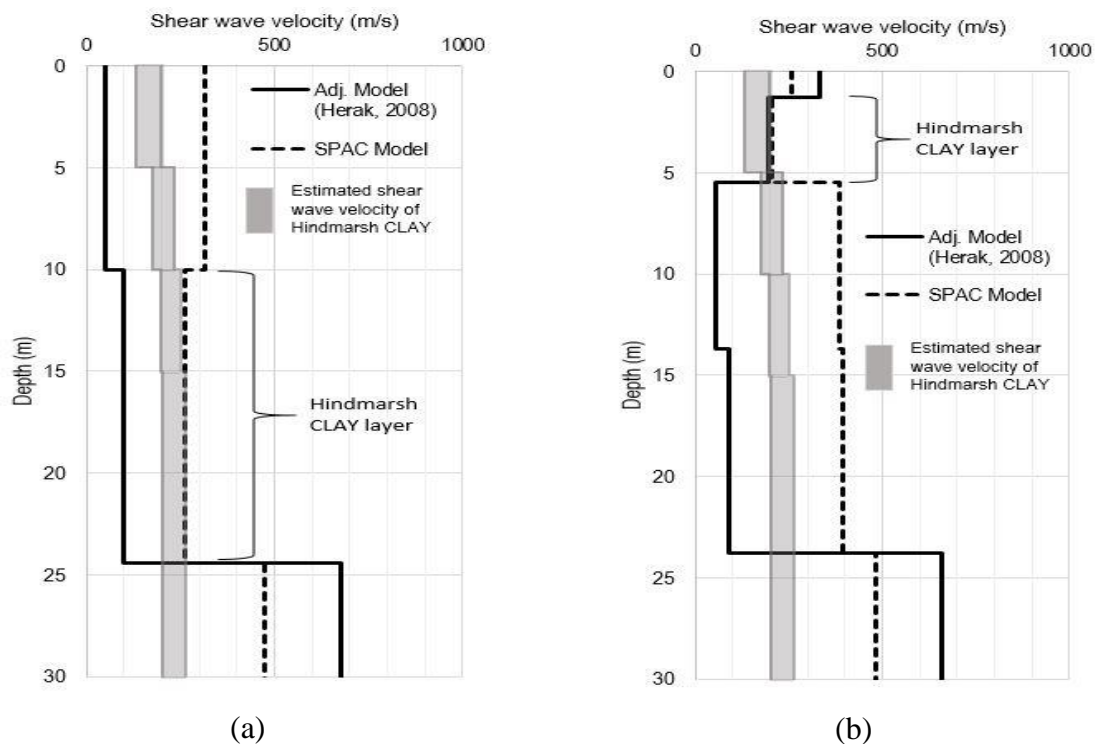 Shear wave velocity (m/s)
0 500 1000
0
5
10
15
20
25
30
Depth (m)
Adj. Model
(Herak, 2008)
SPAC Model
Estimated shear
wave velocity of
Hindmarsh CLAY
Hindmarsh
CLAY layer
(a)
Shear wave velocity (m/s)
0 500 1000
0
5
10
15
20
25
30
Depth (m)
Hindmarsh
CLAY layer
Adj. Model
(Herak, 2008)
SPAC Model
Estimated shear
wave velocity of
Hindmarsh CLAY
(b)